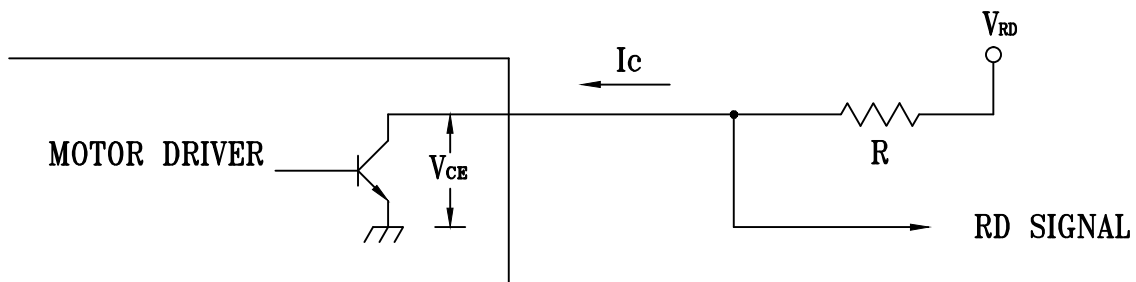 VRD
Ic
MOTOR DRIVER
VCE
R
RD SIGNAL